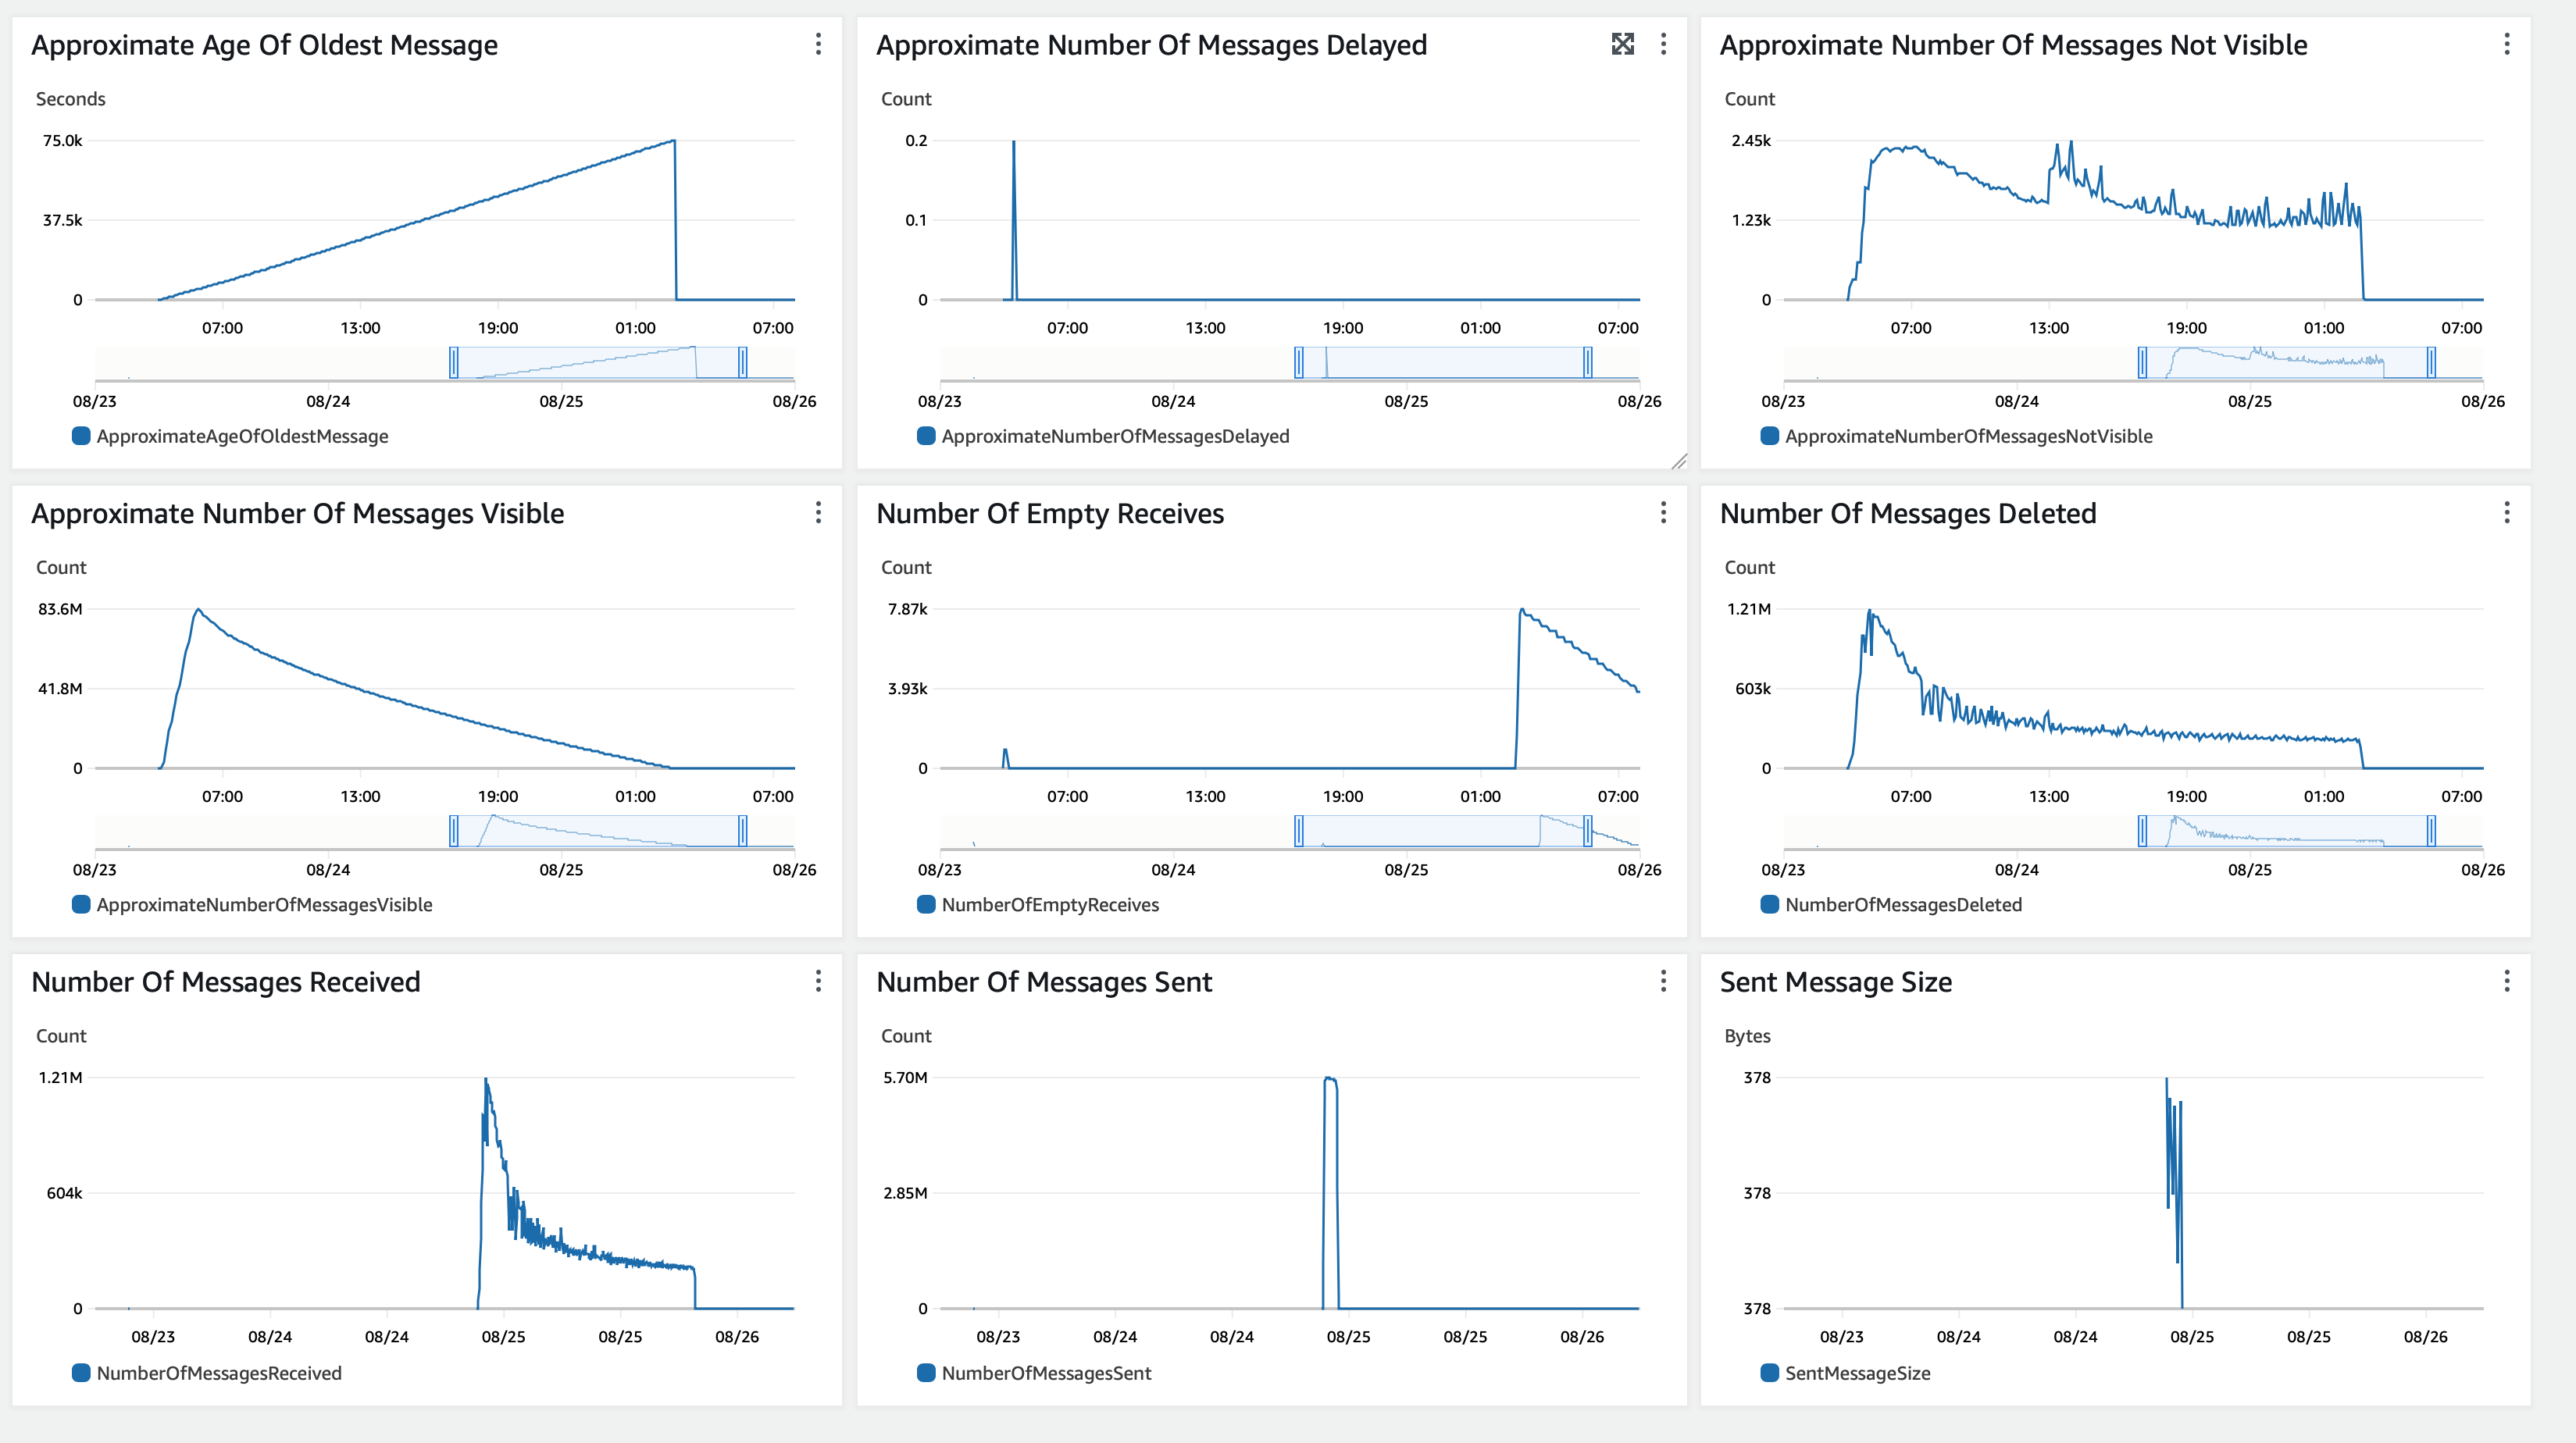 Approximate Age Of Oldest Message
Seconds
75.0k
37.5k
0
07:00 13:00 19:00 01:00 07:00
08/23 08/24 08/25 08/26
ApproximateAgeOfOldestMessage
Approximate Number Of Messages Delayed
Count
0.2
0.1
0
07:00 13:00 19:00 01:00 07:00
08/23 08/24 08/25 08/26
ApproximateNumberOfMessagesDelayed
Approximate Number Of Messages Not Visible
Count
2.45k
1.23k
0
07:00 13:00 19:00 01:00 07:00
08/23 08/24 08/25 08/26
ApproximateNumberOfMessagesNotVisible
Approximate Number Of Messages Visible
Count
83.6M
41.8M
0
07:00 13:00 19:00 01:00 07:00
08/23 08/24 08/25 08/26
ApproximateNumberOfMessagesVisible
Number Of Empty Receives
Count
7.87k
3.93k
0
07:00 13:00 19:00 01:00 07:00
08/23 08/24 08/25 08/26
NumberOfEmptyReceives
Number Of Messages Deleted
Count
1.21M
603k
0
07:00 13:00 19:00 01:00 07:00
08/23 08/24 08/25 08/26
NumberOfMessagesDeleted
Number Of Messages Received
Count
1.21M
604k
0
08/23 08/24 08/24 08/25 08/25 08/26
NumberOfMessagesReceived
Number Of Messages Sent
Count
5.70M
2.85M
0
08/23 08/24 08/24 08/25 08/25 08/26
NumberOfMessagesSent
Sent Message Size
Bytes
378
378
378
08/23 08/24 08/24 08/25 08/25 08/26
SentMessageSize